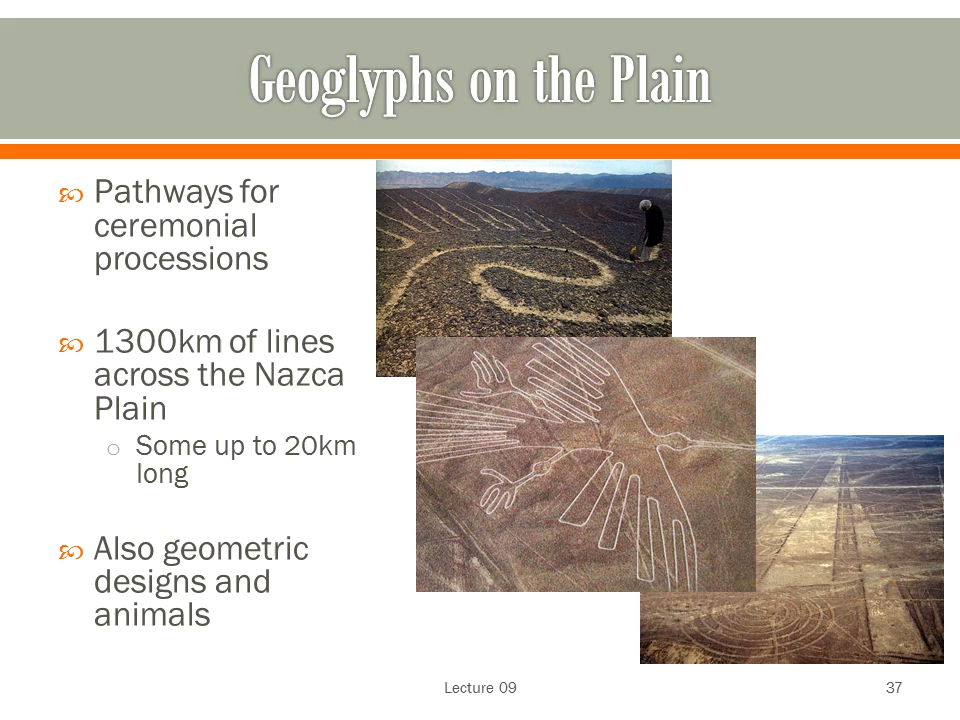 Geoglyphs on the Plain
Pathways for
ceremonial
processions
1300km of lines
across the Nazca
Plain
o Some up to 20km
long
Also geometric
designs and
animals
Lecture 09
37